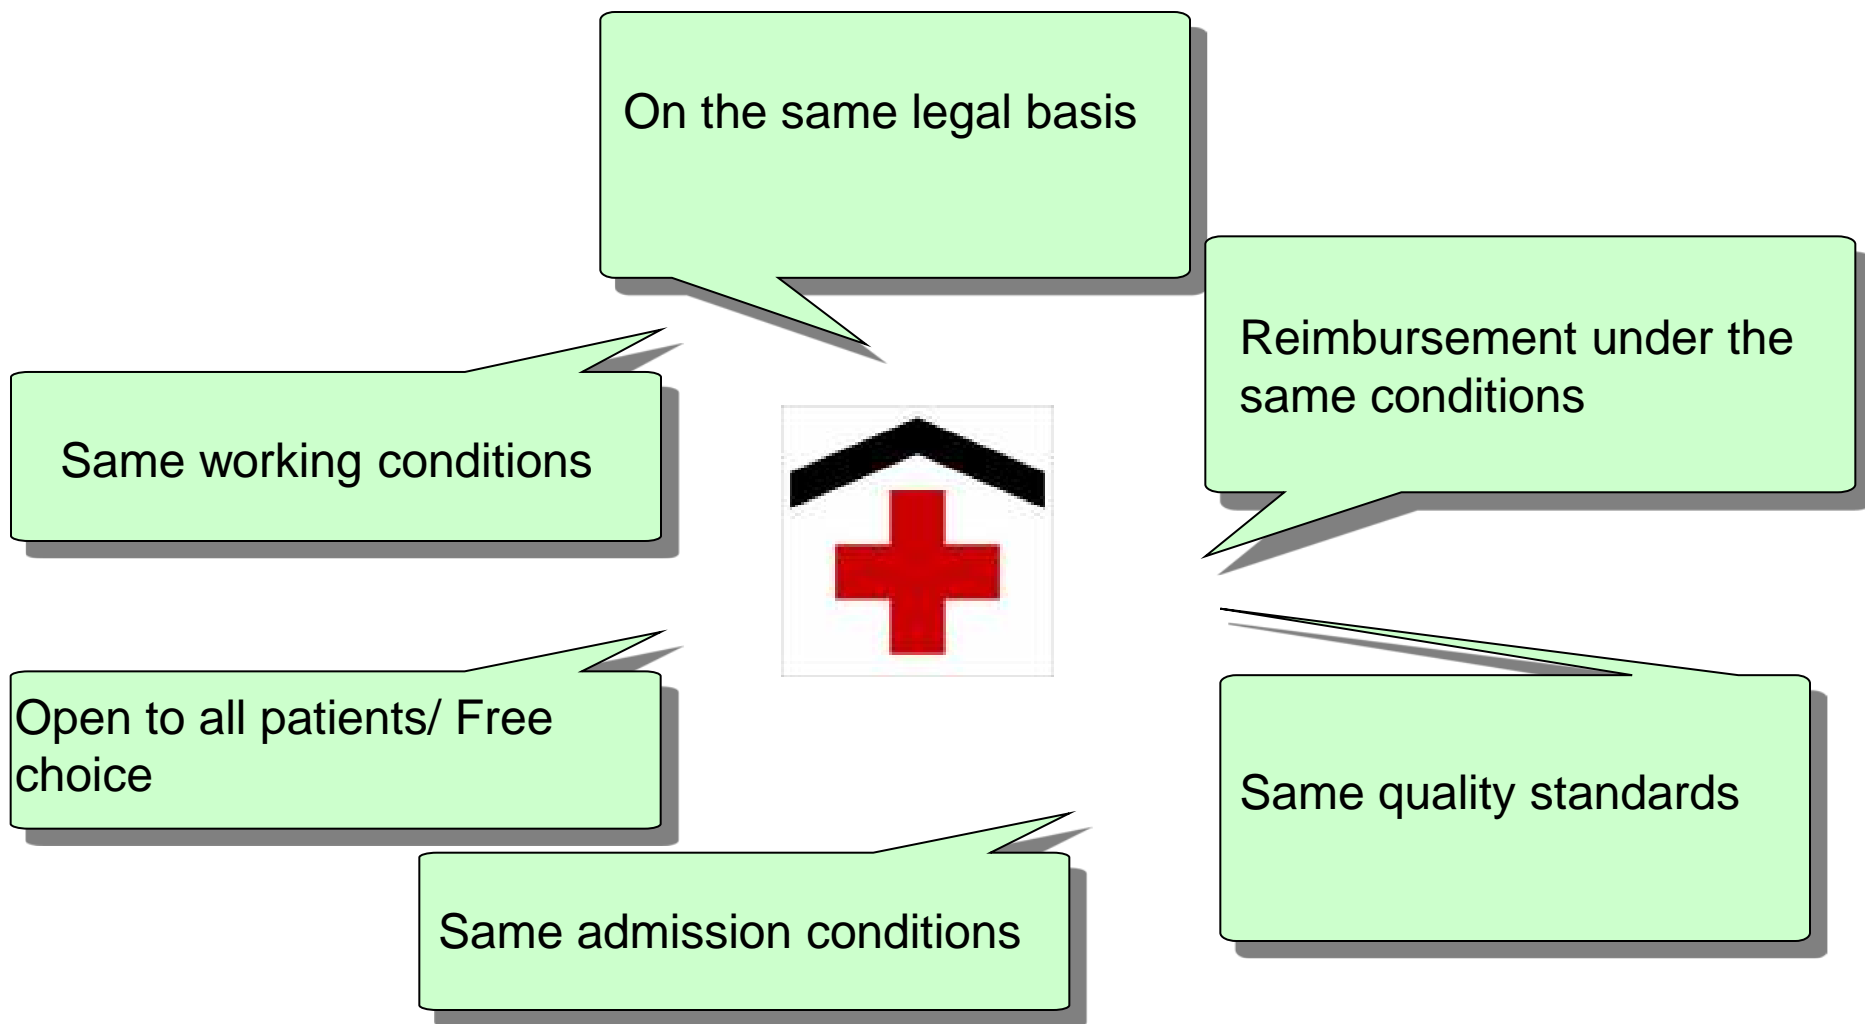 On the same legal basis
Reimbursement under the
same conditions
Same working conditions
Open to all patients/ Free
choice
Same quality standards
Same admission conditions